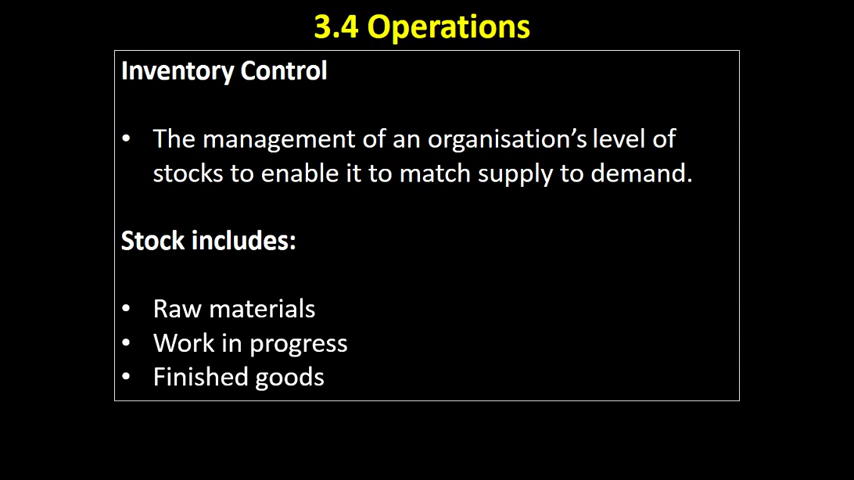 3.4 Operations
Inventory Control
• The management of an organisation's level of
stocks to enable it to match supply to demand.
Stock includes:
• Raw materials
• Work in progress
• Finished goods